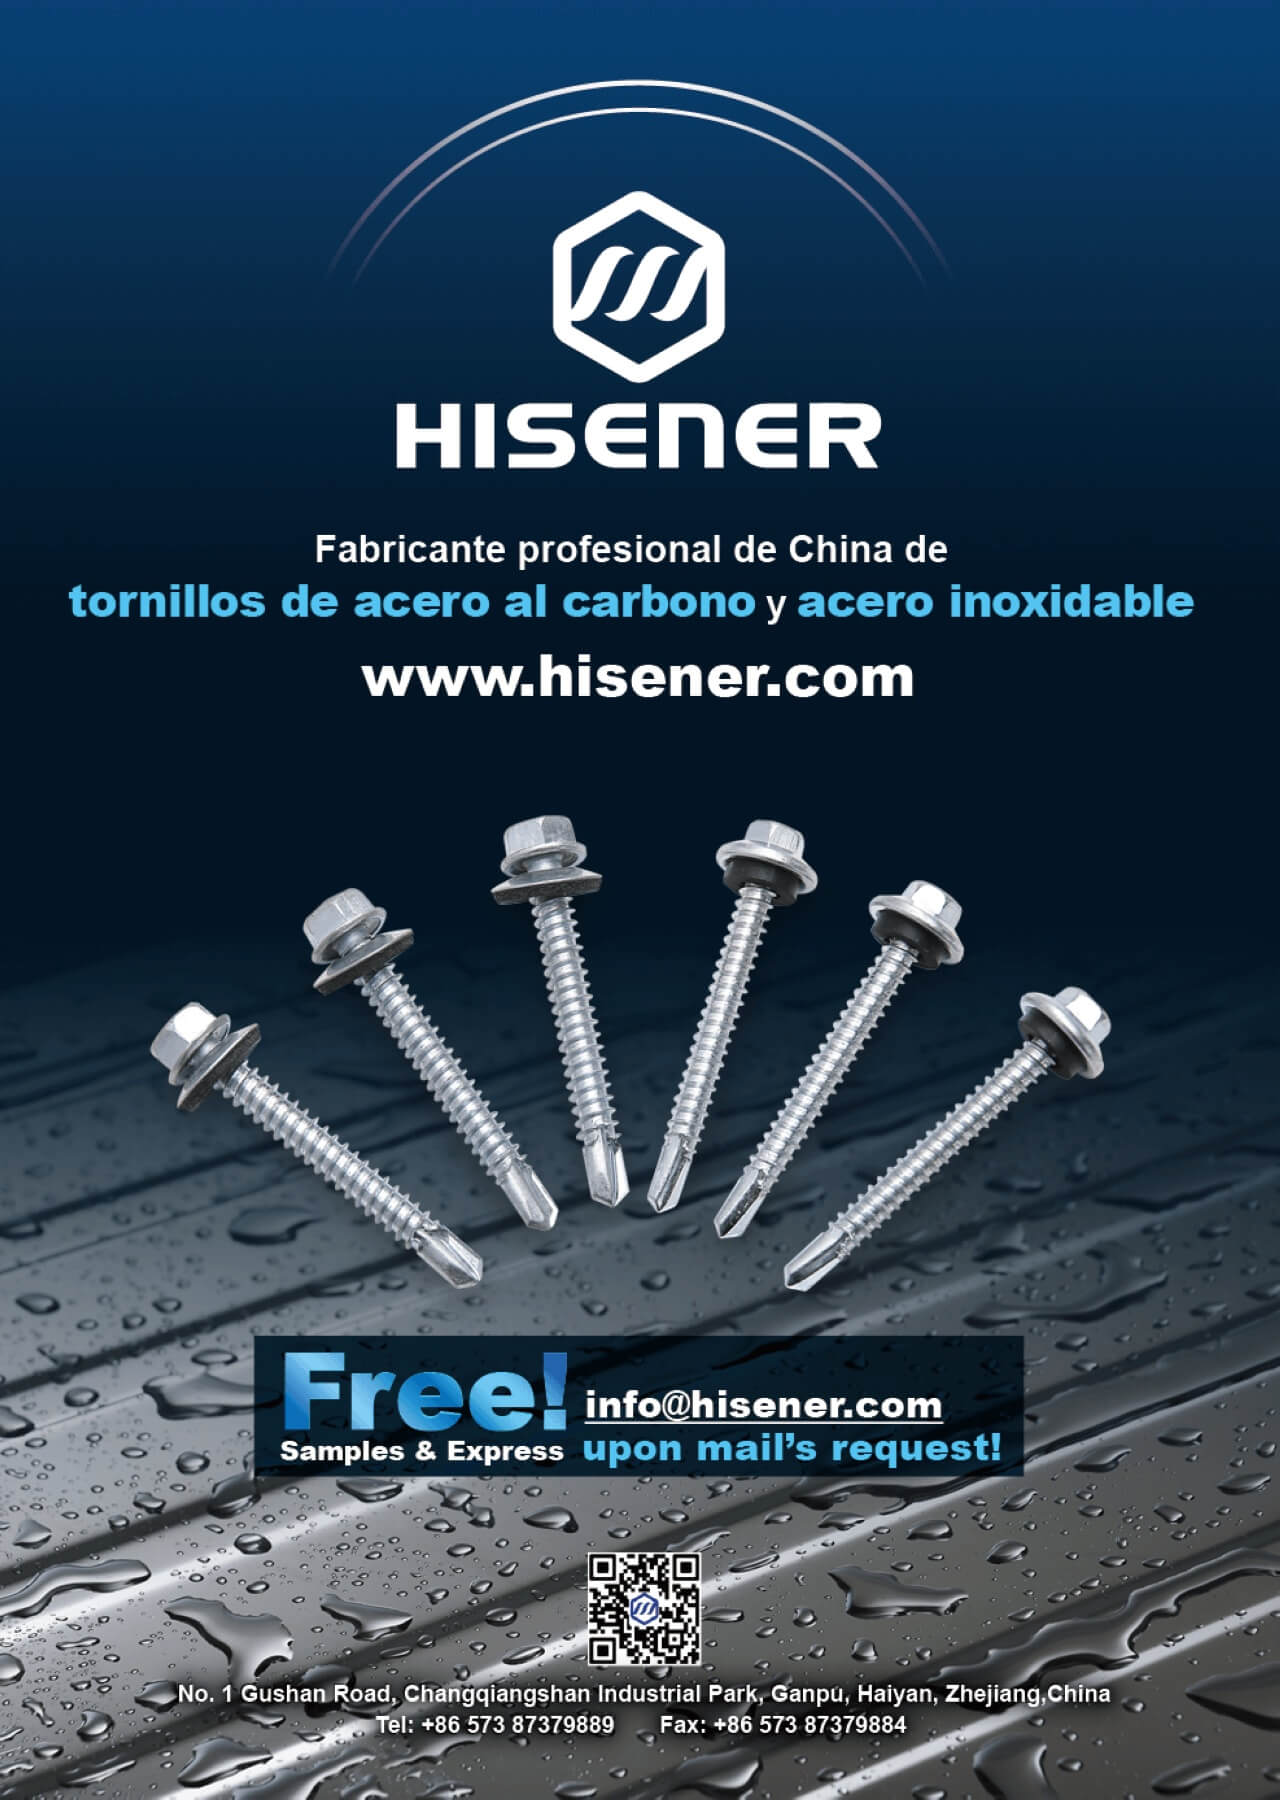 HISENER
Fabricante profesional de China de
tornillos de acero al carbono y acero inoxidable
www.hisener.com
Free!
Samples & Express
info@hisener.com
upon mail's request!
No. 1 Gushan Road, Changqiangshan Industrial Park, Ganpu, Haiyan, Zhejiang,China
Tel: +86 573 87379889 Fax: +86 573 87379884